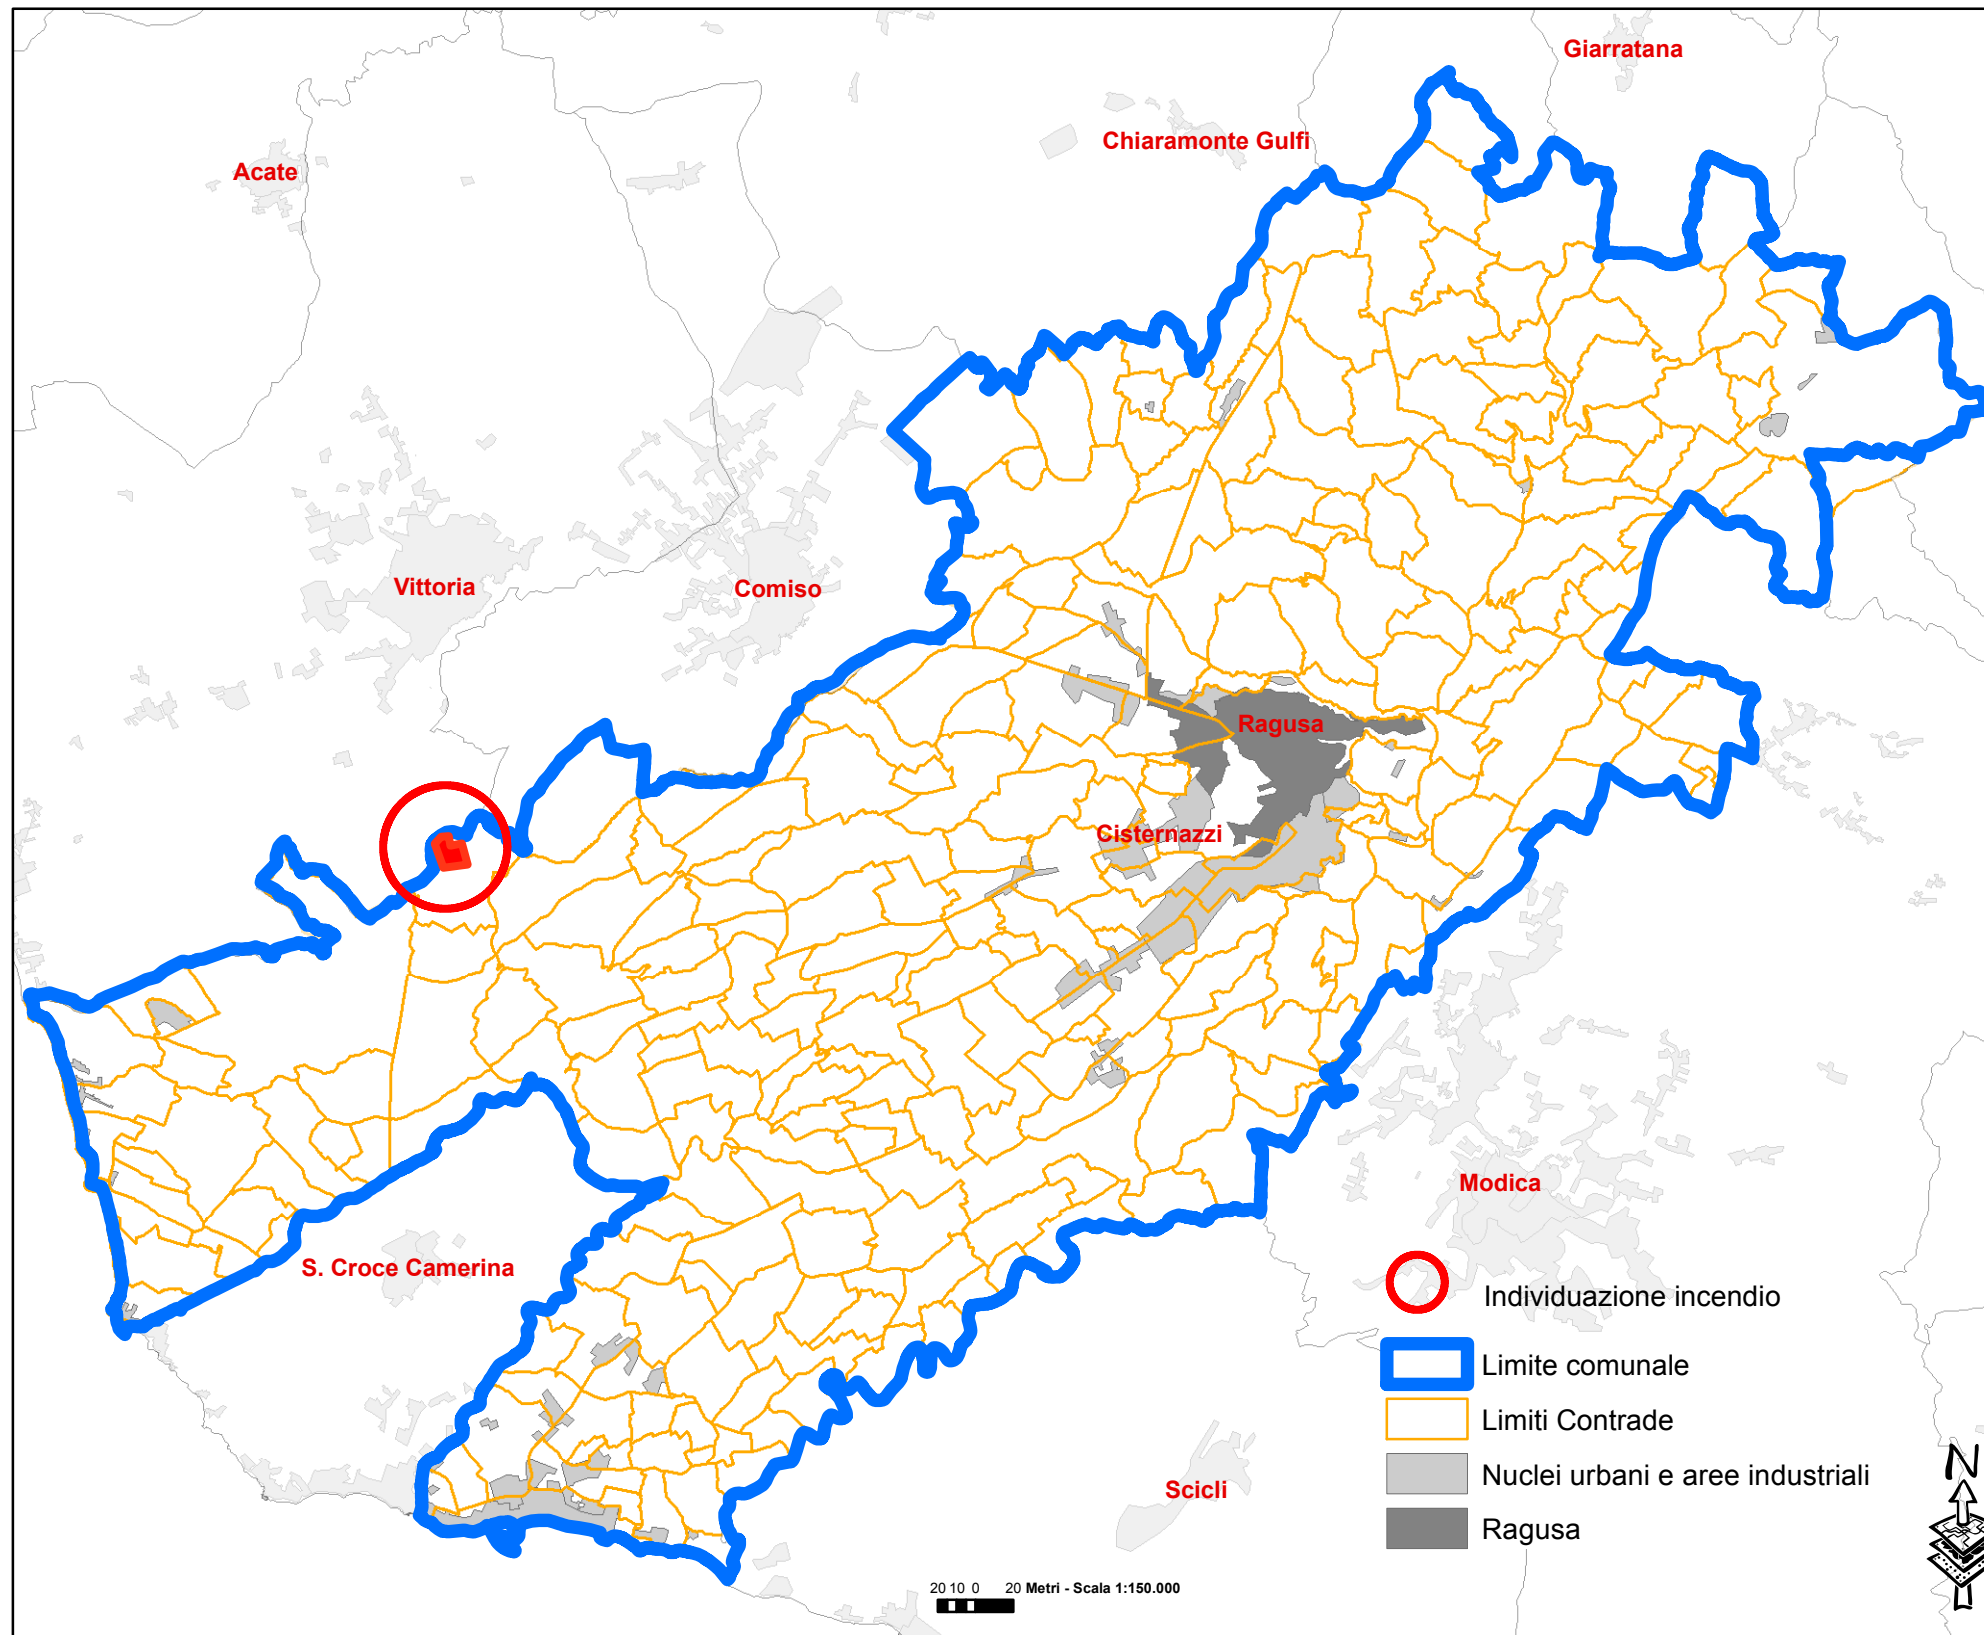 Giarratana
Chiaramonte Gulfi
Acate
Vittoria
Comiso
Ragusa
Cisternazzi
Modica
S. Croce Camerina
Scicli
Individuazione incendio
Limite comunale
Limiti Contrade
Nuclei urbani e aree industriali
Ragusa
N
20 10 0 20 Metri - Scala 1:150.000